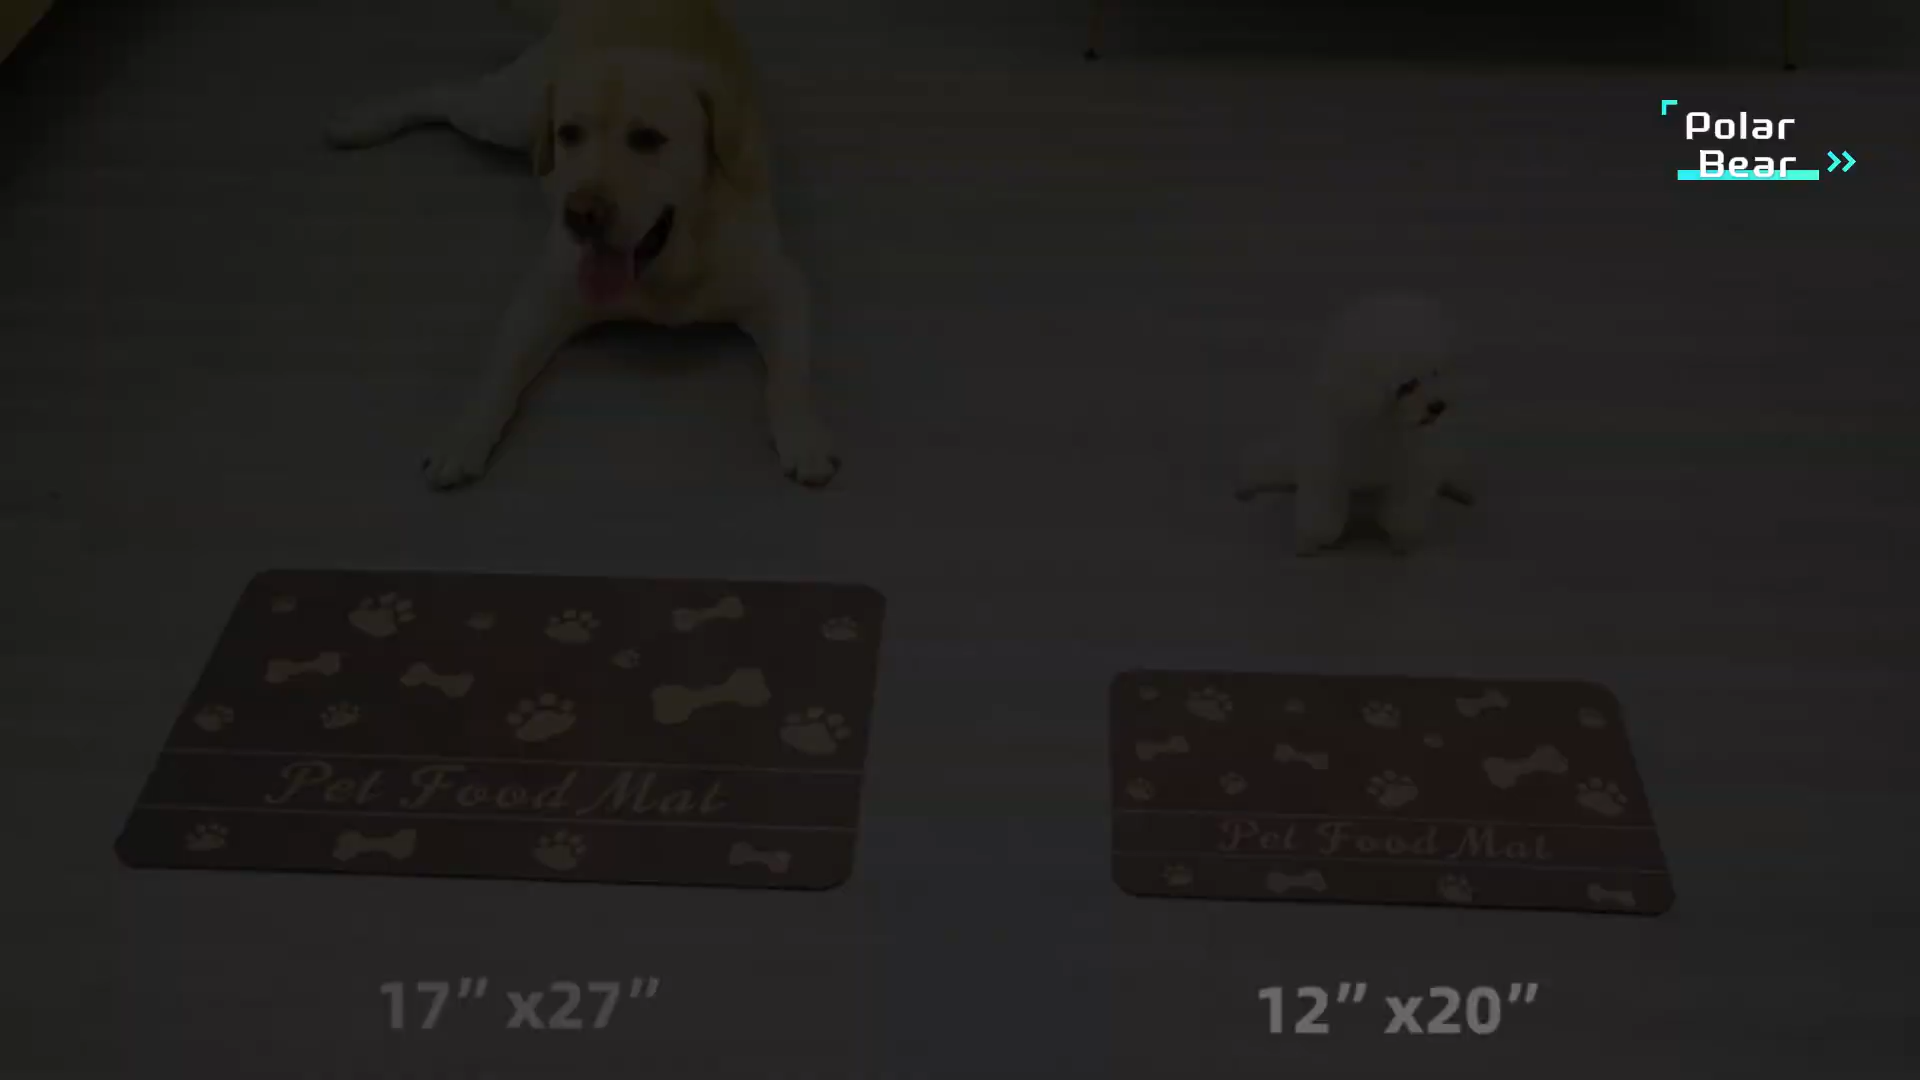 Polar
Bear
Pet Food Mat
Pet Food Mat
17” x27”
12” x20”